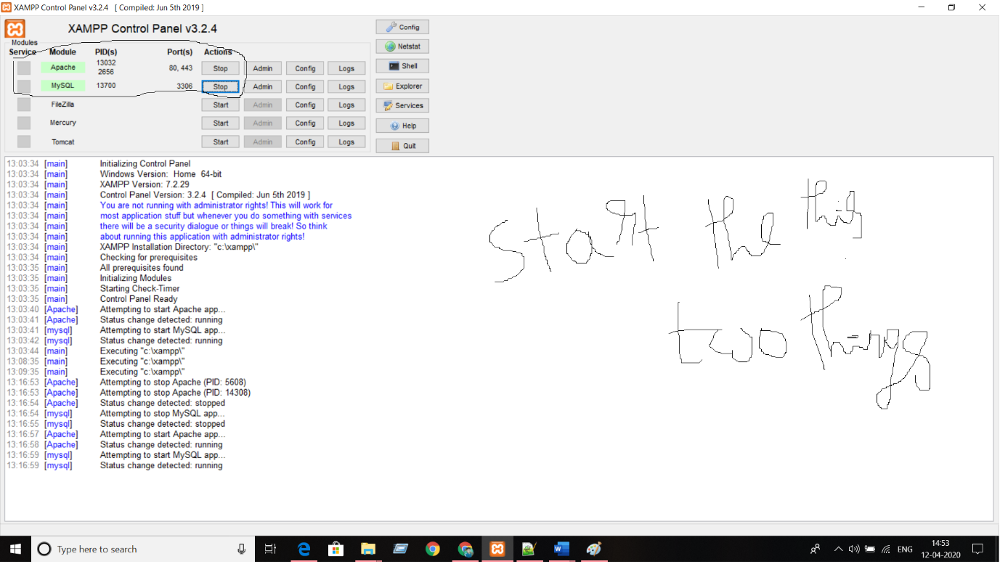 XAMPP Control Panel v3.2.4 [ Compiled: Jun 5th 2019 ]
XAMPP Control Panel v3.2.4
Config
Modules
Service Module PID(s) Port(s) Actions
Netstat
Apache 13032 2656 80, 443 Stop Admin Config Logs
Shell
MySQL 13700 3306 Stop Admin Config Logs
Explorer
FileZilla Start Admin Config Logs
Services
Mercury Start Admin Config Logs
Help
Tomcat Start Admin Config Logs
Quit
13:03:34 [main] Initializing Control Panel
13:03:34 [main] Windows Version: Home 64-bit
13:03:34 [main] XAMPP Version: 7.2.29
13:03:34 [main] Control Panel Version: 3.2.4 [ Compiled: Jun 5th 2019 ]
13:03:34 [main] You are not running with administrator rights! This will work for
13:03:34 [main] most application stuff but whenever you do something with services
13:03:34 [main] there will be a security dialogue or things will break! So think
13:03:34 [main] about running this application with administrator rights!
13:03:34 [main] XAMPP Installation Directory: "c:\xampp\"
13:03:34 [main] Checking for prerequisites
13:03:35 [main] All prerequisites found
13:03:35 [main] Initializing Modules
13:03:35 [main] Starting Check-Timer
13:03:35 [main] Control Panel Ready
13:03:40 [Apache] Attempting to start Apache app...
13:03:41 [Apache] Status change detected: running
13:03:41 [mysql] Attempting to start MySQL app...
13:03:42 [mysql] Status change detected: running
13:03:44 [main] Executing "c:\xampp\"
13:08:35 [main] Executing "c:\xampp\"
13:09:35 [main] Executing "c:\xampp\"
13:16:53 [Apache] Attempting to stop Apache (PID: 5608)
13:16:53 [Apache] Attempting to stop Apache (PID: 14308)
13:16:54 [Apache] Status change detected: stopped
13:16:54 [mysql] Attempting to stop MySQL app...
13:16:55 [mysql] Status change detected: stopped
13:16:57 [Apache] Attempting to start Apache app...
13:16:58 [Apache] Status change detected: running
13:16:59 [mysql] Attempting to start MySQL app...
13:16:59 [mysql] Status change detected: running
start the
two things
Type here to search
ENG
14:53
12-04-2020